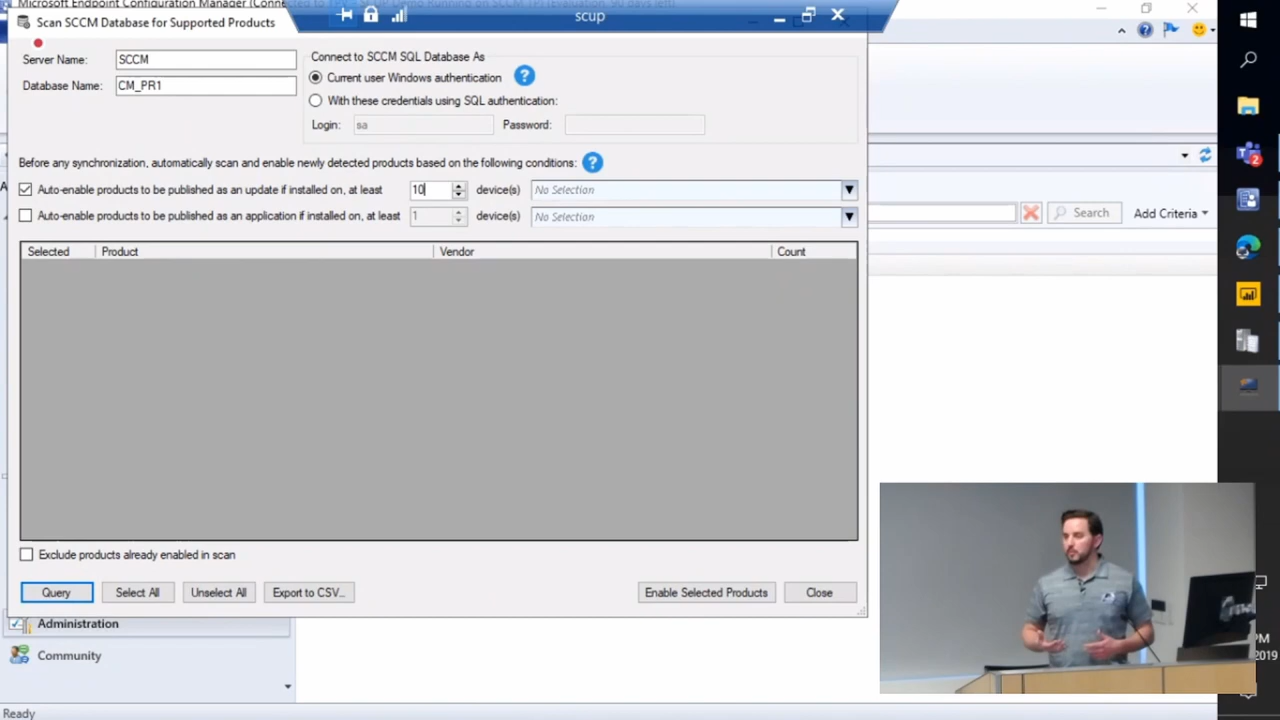 Scan SCCM Database for Supported Products
scup
Server Name:
SCCM
Database Name:
CM_PR1
Connect to SCCM SQL Database As
Current user Windows authentication
?
With these credentials using SQL authentication:
Login:
sa
Password:
Before any synchronization, automatically scan and enable newly detected products based on the following conditions:
?
Auto-enable products to be published as an update if installed on, at least
10
device(s)
No Selection
Auto-enable products to be published as an application if installed on, at least
1
device(s)
No Selection
Selected
Product
Vendor
Count
Exclude products already enabled in scan
Query
Select All
Unselect All
Export to CSV...
Enable Selected Products
Close
Search
Add Criteria
2
Administration
Community
Ready
PM
2019